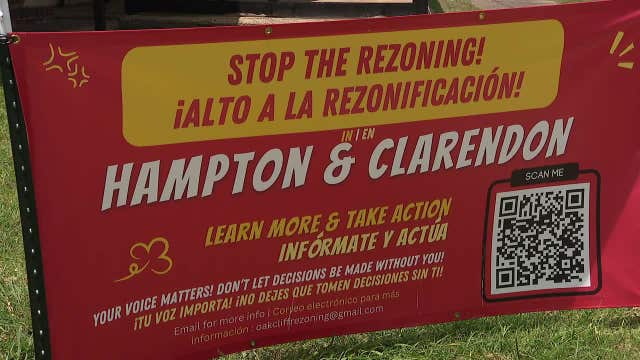 STOP THE REZONING!
¡ALTO A LA REZONIFICACIÓN!
IN | EN
HAMPTON & CLARENDON
SCAN ME
LEARN MORE & TAKE ACTION
INFÓRMATE Y ACTÚA
YOUR VOICE MATTERS! DON'T LET DECISIONS BE MADE WITHOUT YOU!
¡TU VOZ IMPORTA! ¡NO DEJES QUE TOMEN DECISIONES SIN TI!
Email for more info | Correo electrónico para más
información : oakcliffrezoning@gmail.com